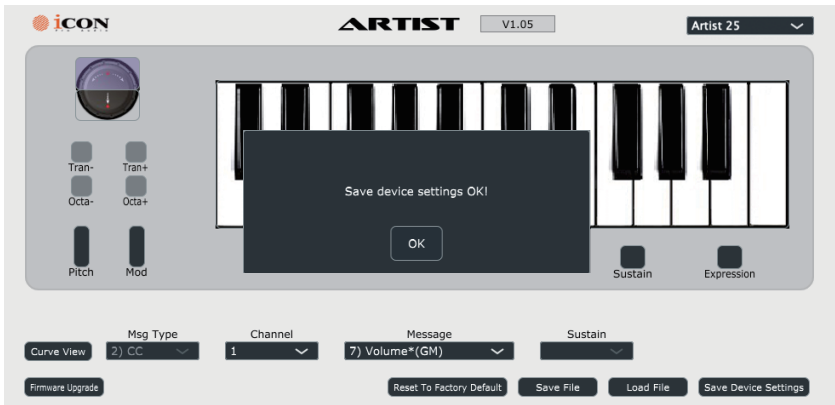 icon
PRO AUDIO
ARTIST
V1.05
Artist 25
Tran-
Tran+
Octa-
Octa+
Save device settings OK!
OK
Pitch
Mod
Sustain
Expression
Msg Type
Channel
Message
Sustain
Curve View
2) CC
1
7) Volume*(GM)
Firmware Upgrade
Reset To Factory Default
Save File
Load File
Save Device Settings